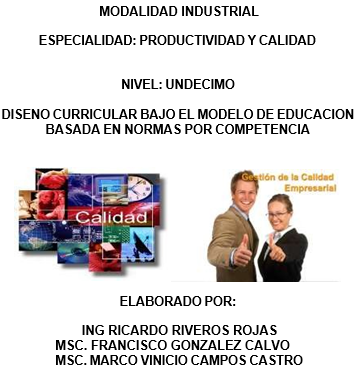 MODALIDAD INDUSTRIAL
ESPECIALIDAD: PRODUCTIVIDAD Y CALIDAD
NIVEL: UNDECIMO
DISENO CURRICULAR BAJO EL MODELO DE EDUCACION
BASADA EN NORMAS POR COMPETENCIA
Calidad
Gestión de la Calidad
Empresarial
ELABORADO POR:
ING RICARDO RIVEROS ROJAS
MSC. FRANCISCO GONZALEZ CALVO
MSC. MARCO VINICIO CAMPOS CASTRO